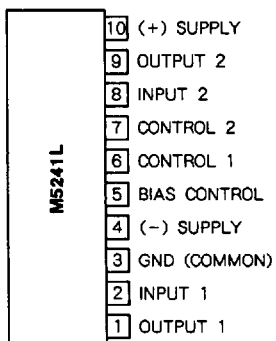 M5241L
10 (+) SUPPLY
9 OUTPUT 2
8 INPUT 2
7 CONTROL 2
6 CONTROL 1
5 BIAS CONTROL
4 (-) SUPPLY
3 GND (COMMON)
2 INPUT 1
1 OUTPUT 1